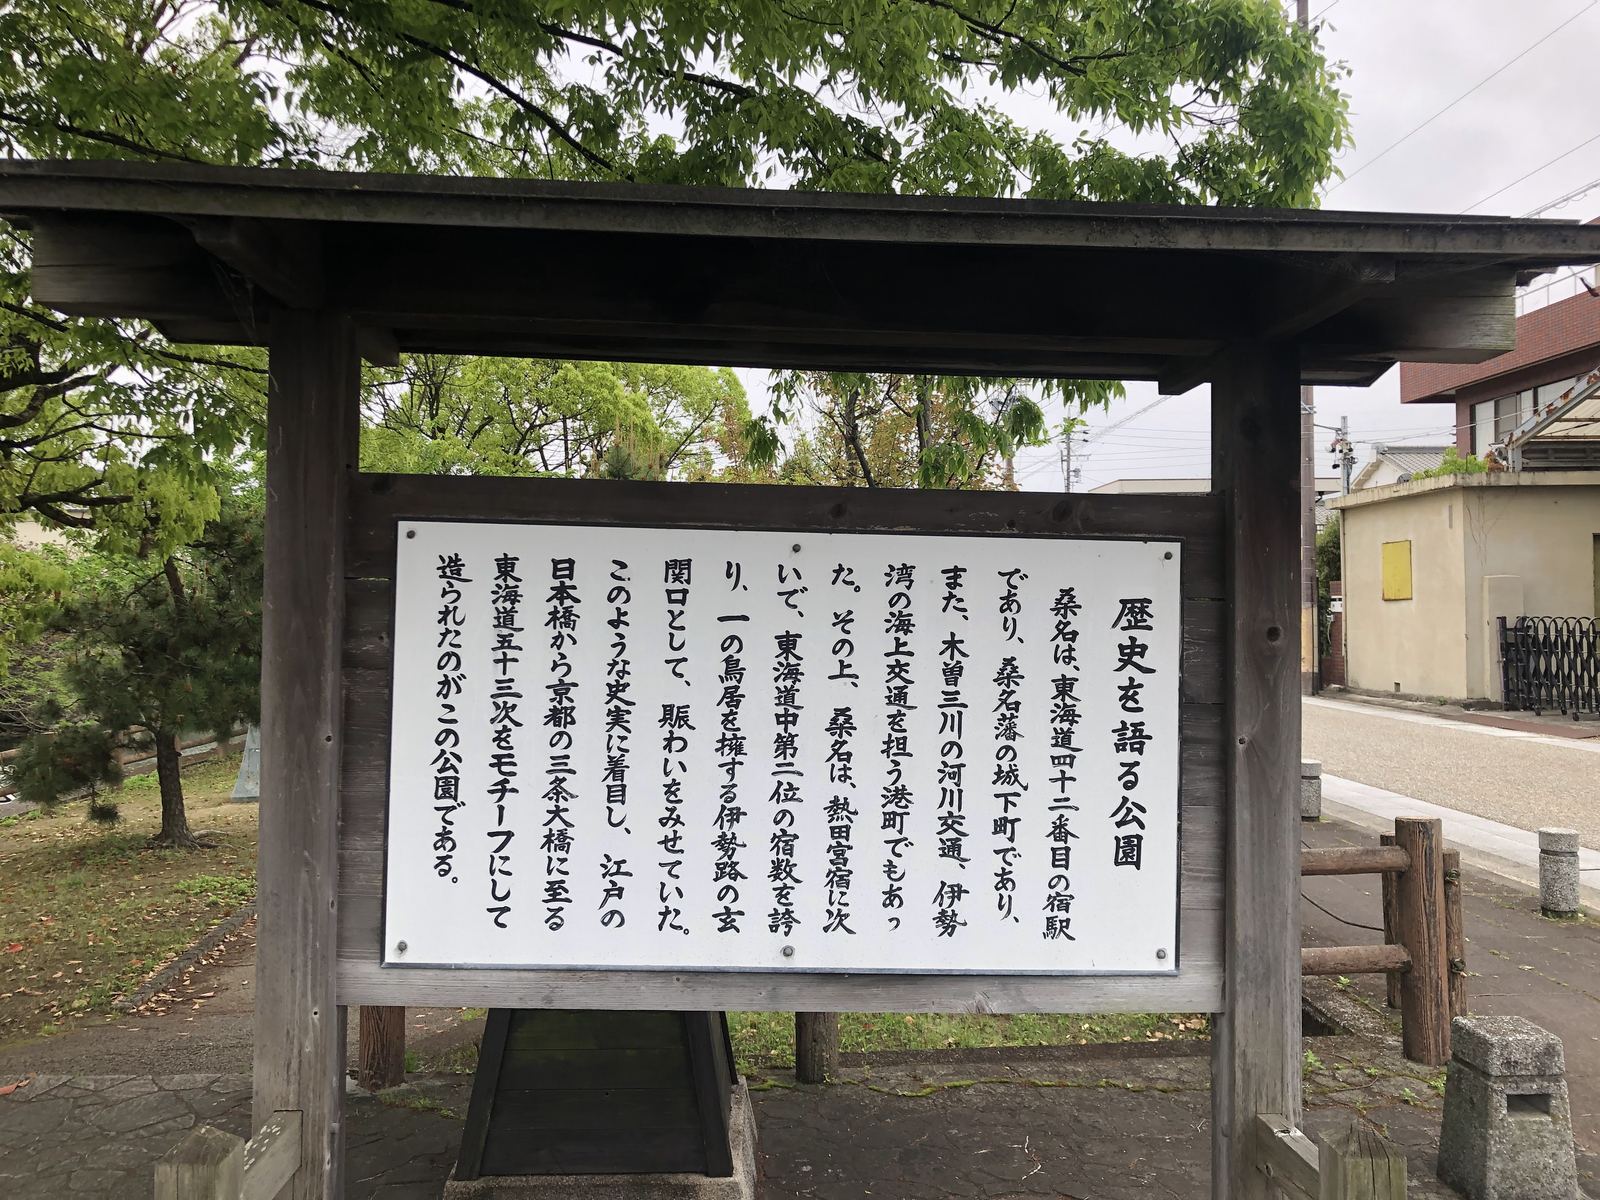 歴史を語る公園
桑名は、東海道四十二番目の宿駅
であり、桑名藩の城下町であり、
また、木曽三川の河川交通、伊勢
湾の海上交通を担う港町でもあっ
た。その上、桑名は、熱田宮宿に次
いで、東海道中第二位の宿数を誇
り、一の鳥居を擁する伊勢路の玄
関口として、賑わいをみせていた。
このような史実に着目し、江戸の
日本橋から京都の三条大橋に至る
東海道五十三次をモチーフにして
造られたのがこの公園である。